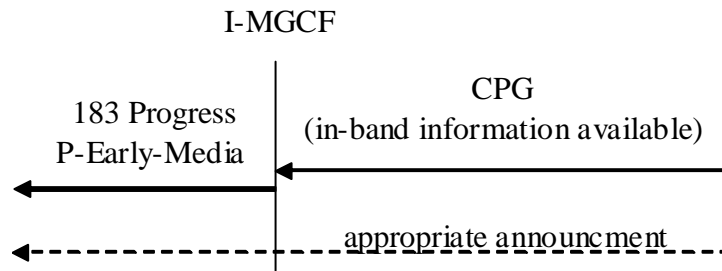 I-MGCF
183 Progress
P-Early-Media
CPG
(in-band information available)
appropriate announcment